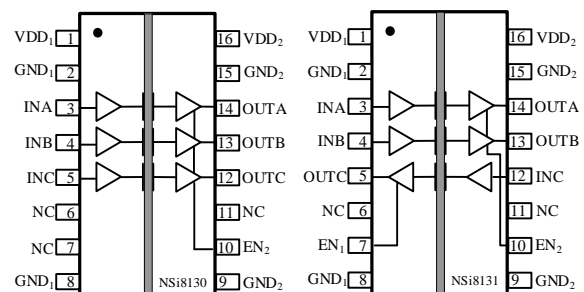 VDD₁ 1 16 VDD₂
GND₁ 2 15 GND₂
INA 3 14 OUTA
INB 4 13 OUTB
INC 5 12 OUTC
NC 6 11 NC
NC 7 10 EN₂
GND₁ 8 9 GND₂
NSi8130
VDD₁ 1 16 VDD₂
GND₁ 2 15 GND₂
INA 3 14 OUTA
INB 4 13 OUTB
OUTC 5 12 INC
NC 6 11 NC
EN₁ 7 10 EN₂
GND₁ 8 9 GND₂
NSi8131